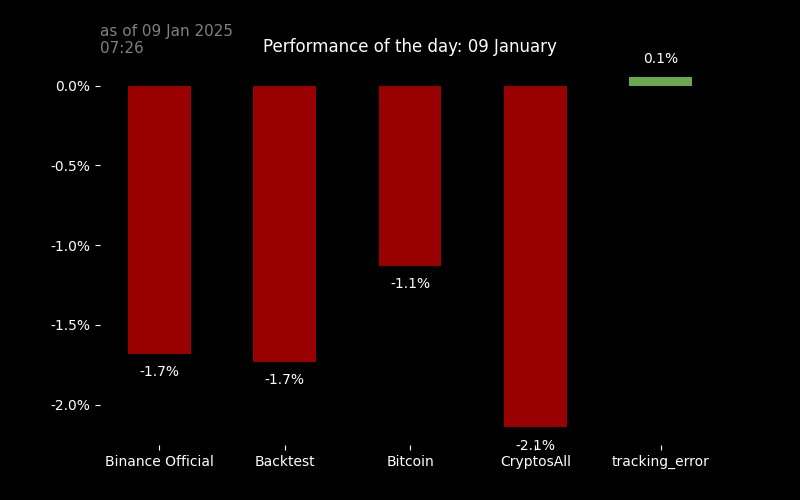 as of 09 Jan 2025
07:26
Performance of the day: 09 January
0.1%
0.0%
-0.5%
-1.0%
-1.1%
-1.5%
-1.7%
-1.7%
-2.0%
-2.1%
Binance Official
Backtest
Bitcoin
CryptosAll
tracking_error